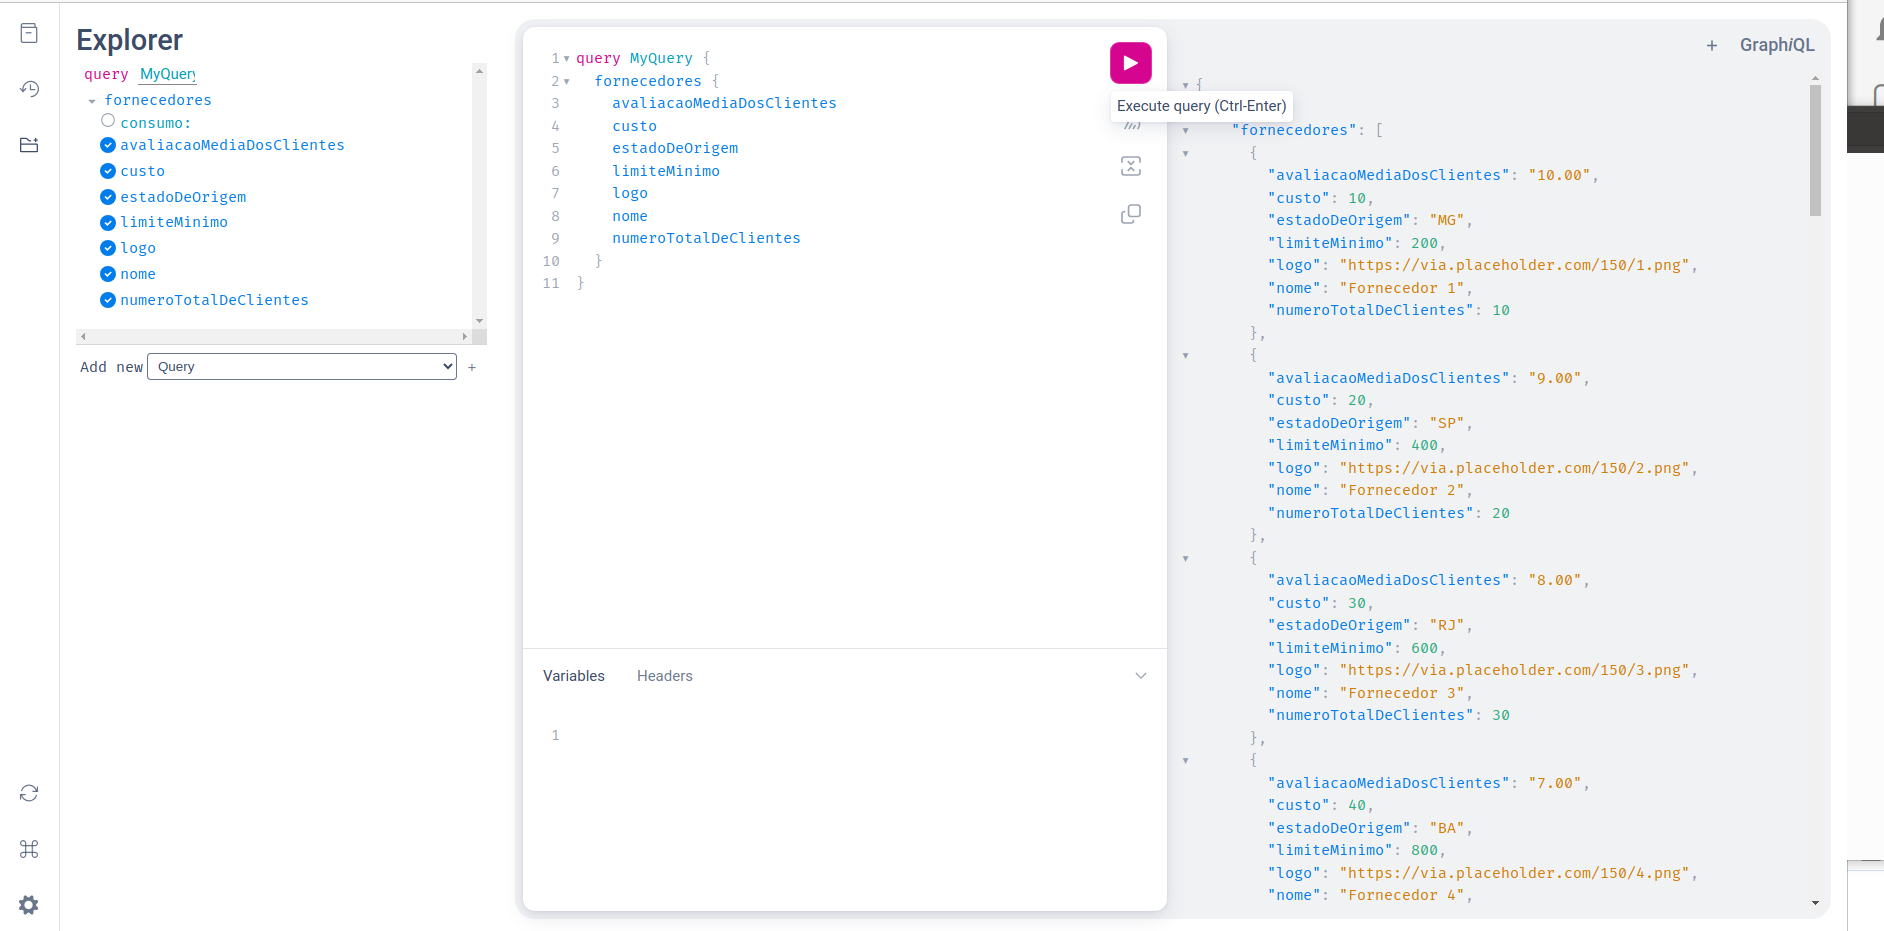 Explorer
query MyQuery
fornecedores
consumo:
avaliacaoMediaDosClientes
custo
estadoDeOrigem
limiteMinimo
logo
nome
numeroTotalDeClientes
Add new Query +
1 query MyQuery {
2 fornecedores {
3 avaliacaoMediaDosClientes
4 custo
5 estadoDeOrigem
6 limiteMinimo
7 logo
8 nome
9 numeroTotalDeClientes
10 }
11 }
Execute query (Ctrl-Enter)
Variables Headers
1
+ GraphiQL
{
"fornecedores": [
{
"avaliacaoMediaDosClientes": "10.00",
"custo": 10,
"estadoDeOrigem": "MG",
"limiteMinimo": 200,
"logo": "https://via.placeholder.com/150/1.png",
"nome": "Fornecedor 1",
"numeroTotalDeClientes": 10
},
{
"avaliacaoMediaDosClientes": "9.00",
"custo": 20,
"estadoDeOrigem": "SP",
"limiteMinimo": 400,
"logo": "https://via.placeholder.com/150/2.png",
"nome": "Fornecedor 2",
"numeroTotalDeClientes": 20
},
{
"avaliacaoMediaDosClientes": "8.00",
"custo": 30,
"estadoDeOrigem": "RJ",
"limiteMinimo": 600,
"logo": "https://via.placeholder.com/150/3.png",
"nome": "Fornecedor 3",
"numeroTotalDeClientes": 30
},
{
"avaliacaoMediaDosClientes": "7.00",
"custo": 40,
"estadoDeOrigem": "BA",
"limiteMinimo": 800,
"logo": "https://via.placeholder.com/150/4.png",
"nome": "Fornecedor 4",